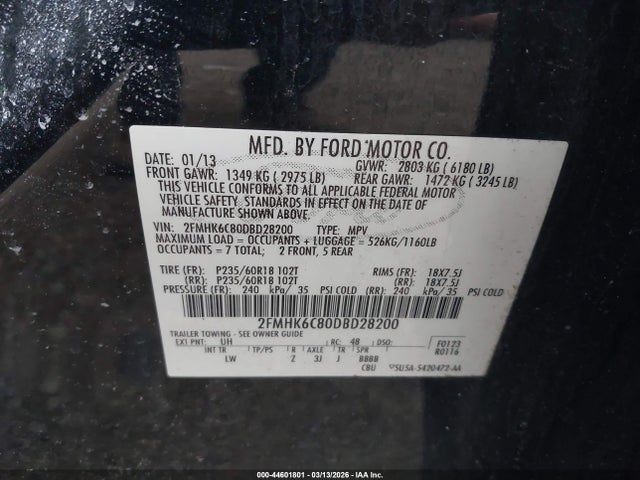 MFD. BY FORD MOTOR CO.
DATE: 01/13 GVWR: 2803 KG ( 6180 LB)
FRONT GAWR: 1349 KG ( 2975 LB) REAR GAWR: 1472 KG ( 3245 LB)
THIS VEHICLE CONFORMS TO ALL APPLICABLE FEDERAL MOTOR
VEHICLE SAFETY, STANDARDS IN EFFECT ON THE DATE OF
MANUFACTURE SHOWN ABOVE.
VIN: 2FMHK6C80DBD28200 TYPE: MPV
MAXIMUM LOAD = OCCUPANTS + LUGGAGE = 526KG/1160LB
OCCUPANTS = 7 TOTAL; 2 FRONT, 5 REAR
TIRE (FR): P235/60R18 102T RIMS (FR): 18X7.5J
(RR): P235/60R18 102T (RR): 18X7.5J
PRESSURE (FR): 240 kPa/ 35 PSI COLD (RR): 240 kPa/ 35 PSI COLD
2FMHK6C80DBD28200
TRAILER TOWING - SEE OWNER GUIDE
EXT PNT: UH RC: 48 DSO: F0123
R0116
INT TR TP/PS R AXLE TR SPR
LW Z 3J J BBBB
CBU 5U5A-5420472-AA
000-44601801 - 03/13/2026 - IAA Inc.